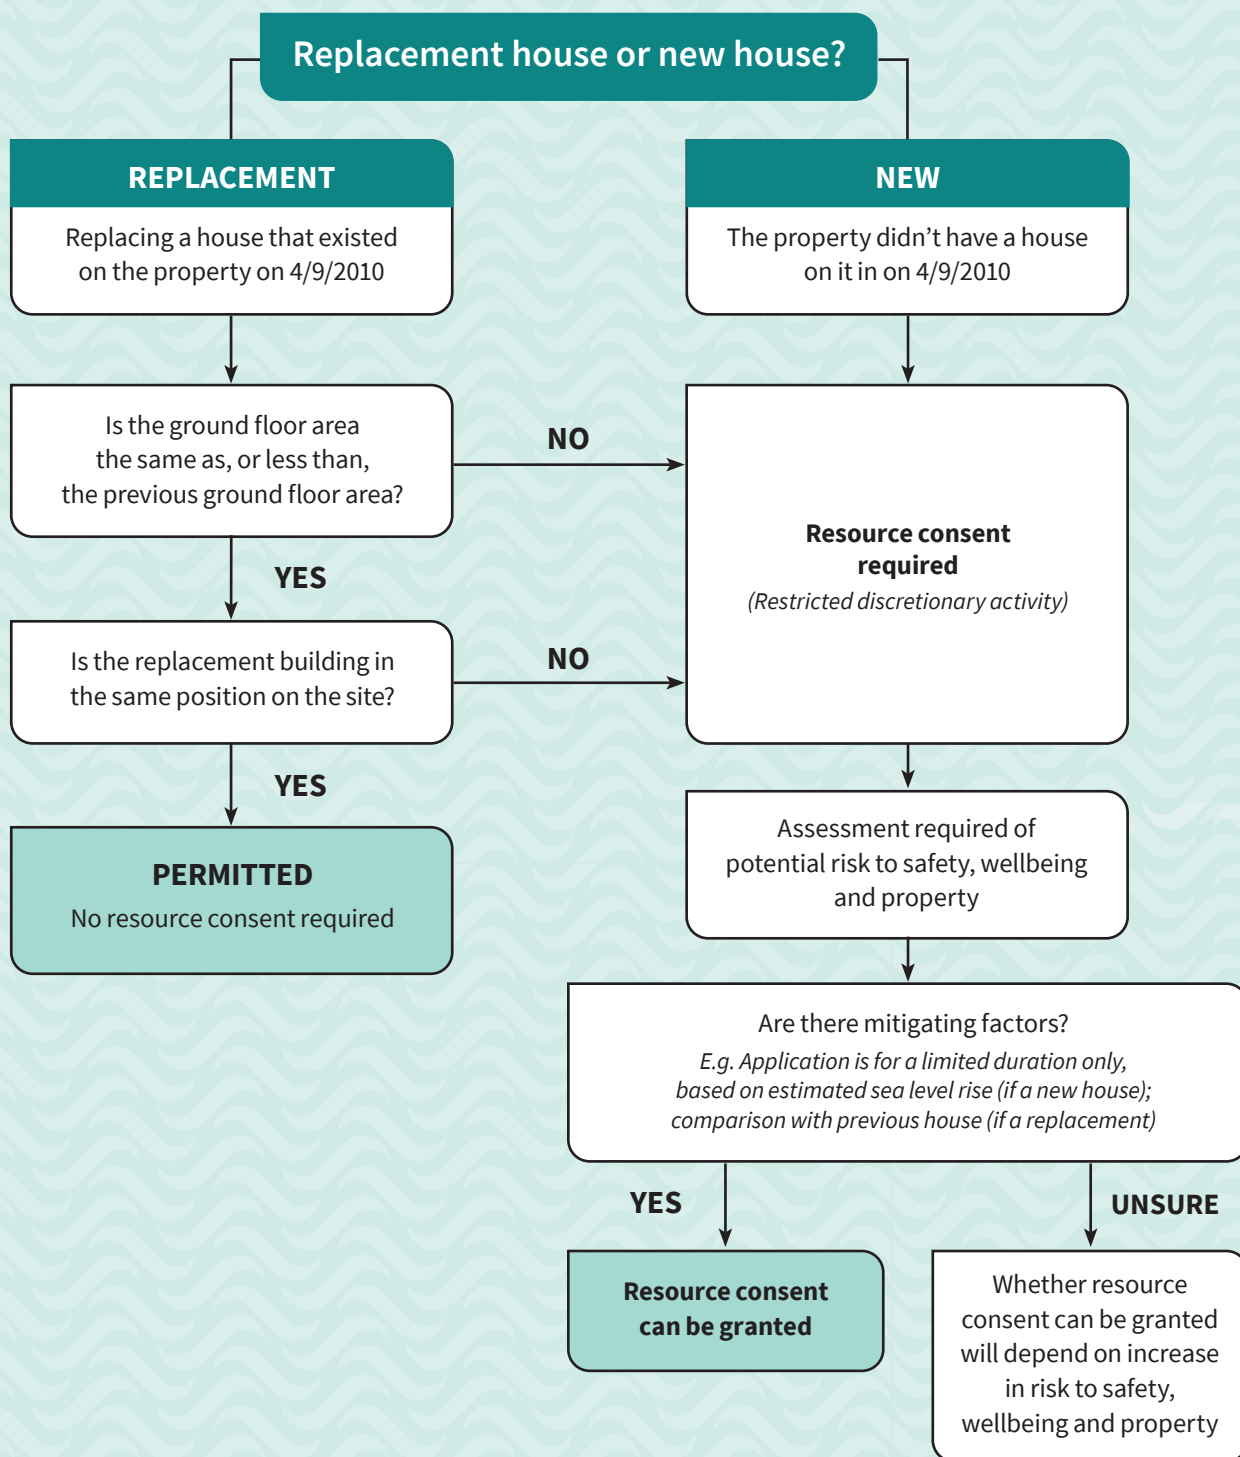 Replacement house or new house?
REPLACEMENT
Replacing a house that existed
on the property on 4/9/2010
NEW
The property didn’t have a house
on it in on 4/9/2010
Is the ground floor area
the same as, or less than,
the previous ground floor area?
NO
YES
Is the replacement building in
the same position on the site?
NO
YES
PERMITTED
No resource consent required
Resource consent
required
(Restricted discretionary activity)
Assessment required of
potential risk to safety, wellbeing
and property
Are there mitigating factors?
E.g. Application is for a limited duration only,
based on estimated sea level rise (if a new house);
comparison with previous house (if a replacement)
YES
UNSURE
Resource consent
can be granted
Whether resource
consent can be granted
will depend on increase
in risk to safety,
wellbeing and property